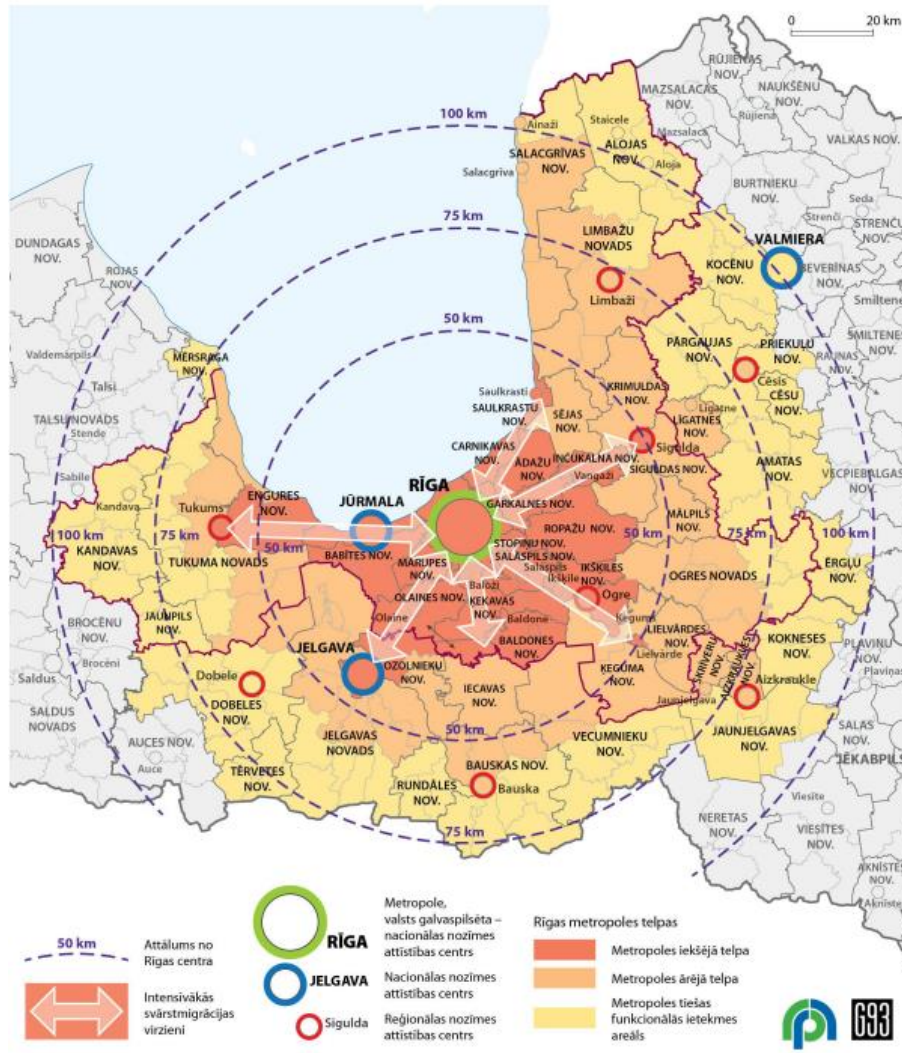 0 20 km
RŪJIENAS
NOV.
NAUKŠĒNU
NOV.
MAZSALACAS
NOV.
Rūjiena
Mazsalaca
VALKAS NOV.
100 km
Ainaži
Staicele
SALACGRĪVAS
NOV.
ALOJAS
NOV.
Salacgrīva
Aloja
BURTNIEKU
NOV.
Seda
Strenči
STRENČU
NOV.
75 km
DUNDAGAS
NOV.
ROJAS
NOV.
LIMBAŽU
NOVADS
VALMIERA
KOCĒNU
NOV.
BEVERĪNAS
NOV.
Limbaži
Smiltene
SMILTENES
NOV.
50 km
Valdemārpils
MĒRSRAGA
NOV.
PĀRGAUJAS
NOV.
PRIEKUĻU
NOV.
RAUNAS
NOV.
Talsi
TALSU NOVADS
Stende
Saulkrasti
SAULKRASTU
NOV.
SĒJAS
NOV.
KRIMULDAS
NOV.
Cēsis
CĒSU
NOV.
Līgatne
LĪGATNES
NOV.
Sabile
Kandava
CARNIKAVAS
NOV.
ĀDAŽU
NOV.
INČUKALNA NOV.
Vangaži
Sigulda
SIGULDAS NOV.
AMATAS
NOV.
VECPIEBALGAS
NOV.
Tukums
ENGURES
NOV.
JŪRMALA
RĪGA
GARKALNES NOV.
MĀLPILS
NOV.
100 km
75 km
50 km
KANDAVAS
NOV.
TUKUMA NOVADS
BABĪTES NOV.
MĀRUPES
NOV.
ROPAŽU NOV.
STOPIŅU NOV.
SALASPILS NOV.
50 km
75 km
100 km
Salaspils
Ikšķile
IKŠĶILES
NOV.
OGRES NOVADS
ĒRGĻU
NOV.
JAUNPILS
NOV.
OLAINES NOV.
Olaine
Baloži
ĶEKAVAS
NOV.
Baldone
BALDONES
NOV.
Ogre
Ķegums
LIELVĀRDES
NOV.
Lielvārde
KOKNESES
NOV.
BROCĒNU
NOV.
Brocēni
PĻAVIŅU
NOV.
Pļaviņas
JELGAVA
OZOLNIEKU
NOV.
ĶEGUMA
NOV.
SKRĪVERU
NOV.
AIZKRAUKLES
NOV.
Aizkraukle
Saldus
SALDUS
NOVADS
Dobele
DOBELES
NOV.
IECAVAS
NOV.
Jaunjelgava
JAUNJELGAVAS
NOV.
SALAS
NOV.
JĒKABPILS
AUCES NOV.
Auce
JELGAVAS
NOVADS
50 km
VECUMNIEKU
NOV.
TĒRVETES
NOV.
RUNDĀLES
NOV.
BAUSKAS NOV.
Bauska
NERETAS
NOV.
Viesīte
VIESĪTES
NOV.
75 km
AKNĪSTES
NOV.
Aknīste
50 km
Attālums no
Rīgas centra
Intensīvākās
svārstmigrācijas
virzieni
RĪGA
Metropole,
valsts galvaspilsēta –
nacionālas nozīmes
attīstības centrs
JELGAVA
Nacionālas nozīmes
attīstības centrs
Sigulda
Reģionālas nozīmes
attīstības centrs
Rīgas metropoles telpas
Metropoles iekšējā telpa
Metropoles ārējā telpa
Metropoles tiešas
funkcionālās ietekmes
areāls
G93